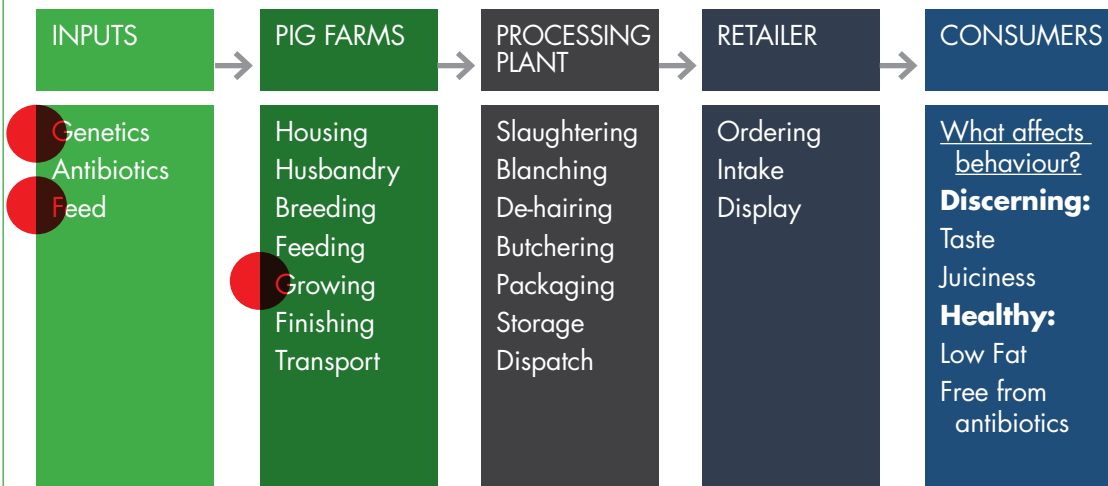 INPUTS
PIG FARMS
PROCESSING
PLANT
RETAILER
CONSUMERS
Genetics
Antibiotics
Feed
Housing
Husbandry
Breeding
Feeding
Growing
Finishing
Transport
Slaughtering
Blanching
De-hairing
Butchering
Packaging
Storage
Dispatch
Ordering
Intake
Display
What affects
behaviour?
Discerning:
Taste
Juiciness
Healthy:
Low Fat
Free from
antibiotics